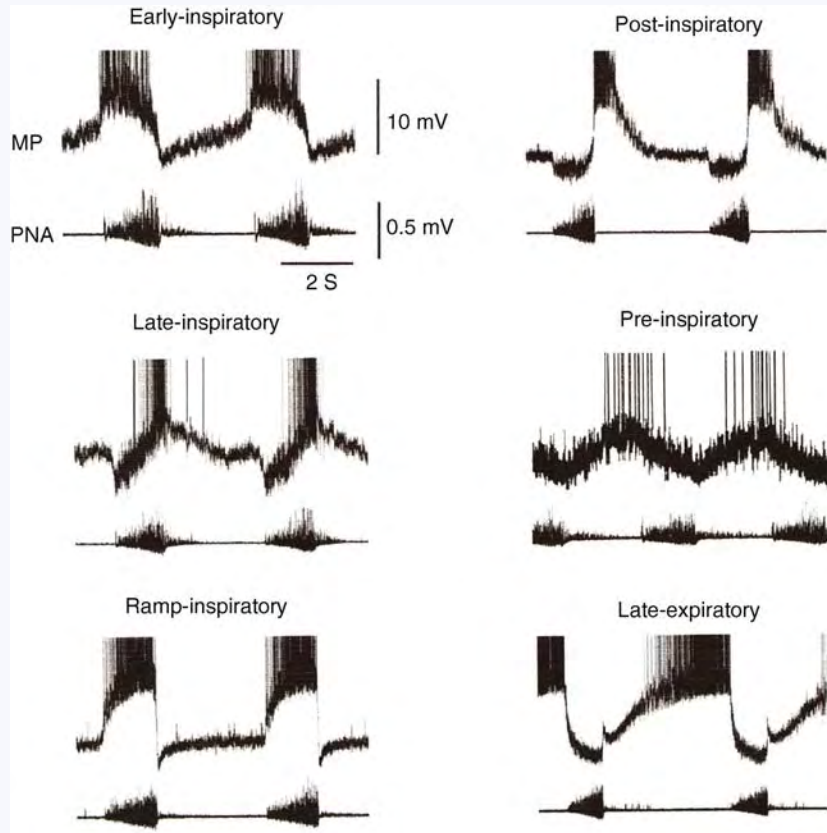 Early-inspiratory
Post-inspiratory
MP
10 mV
PNA
0.5 mV
2 S
Late-inspiratory
Pre-inspiratory
Ramp-inspiratory
Late-expiratory